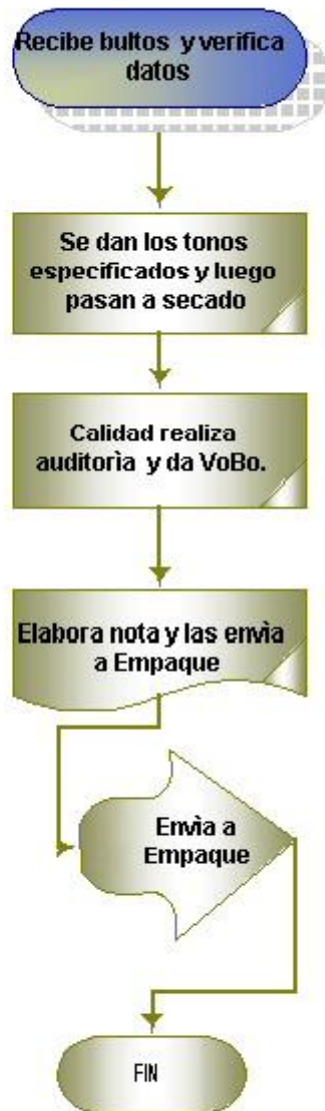 Recibe bultos y verifica
datos
Se dan los tonos
especificados y luego
pasan a secado
Calidad realiza
auditorìa y da VoBo.
Elabora nota y las envìa
a Empaque
Envìa a
Empaque
FIN